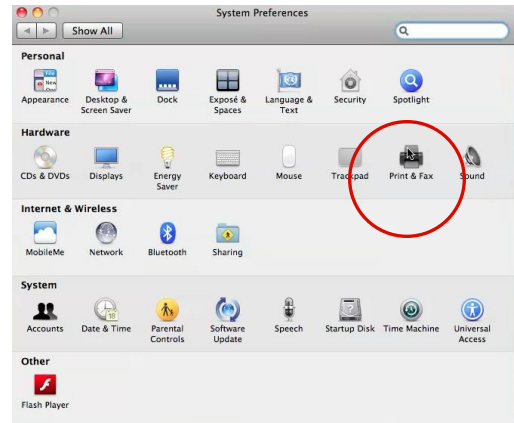 System Preferences
Show All
Personal
Appearance Desktop & Screen Saver Dock Exposé & Spaces Language & Text Security Spotlight
Hardware
CDs & DVDs Displays Energy Saver Keyboard Mouse Trackpad Print & Fax Sound
Internet & Wireless
MobileMe Network Bluetooth Sharing
System
Accounts Date & Time Parental Controls Software Update Speech Startup Disk Time Machine Universal Access
Other
Flash Player